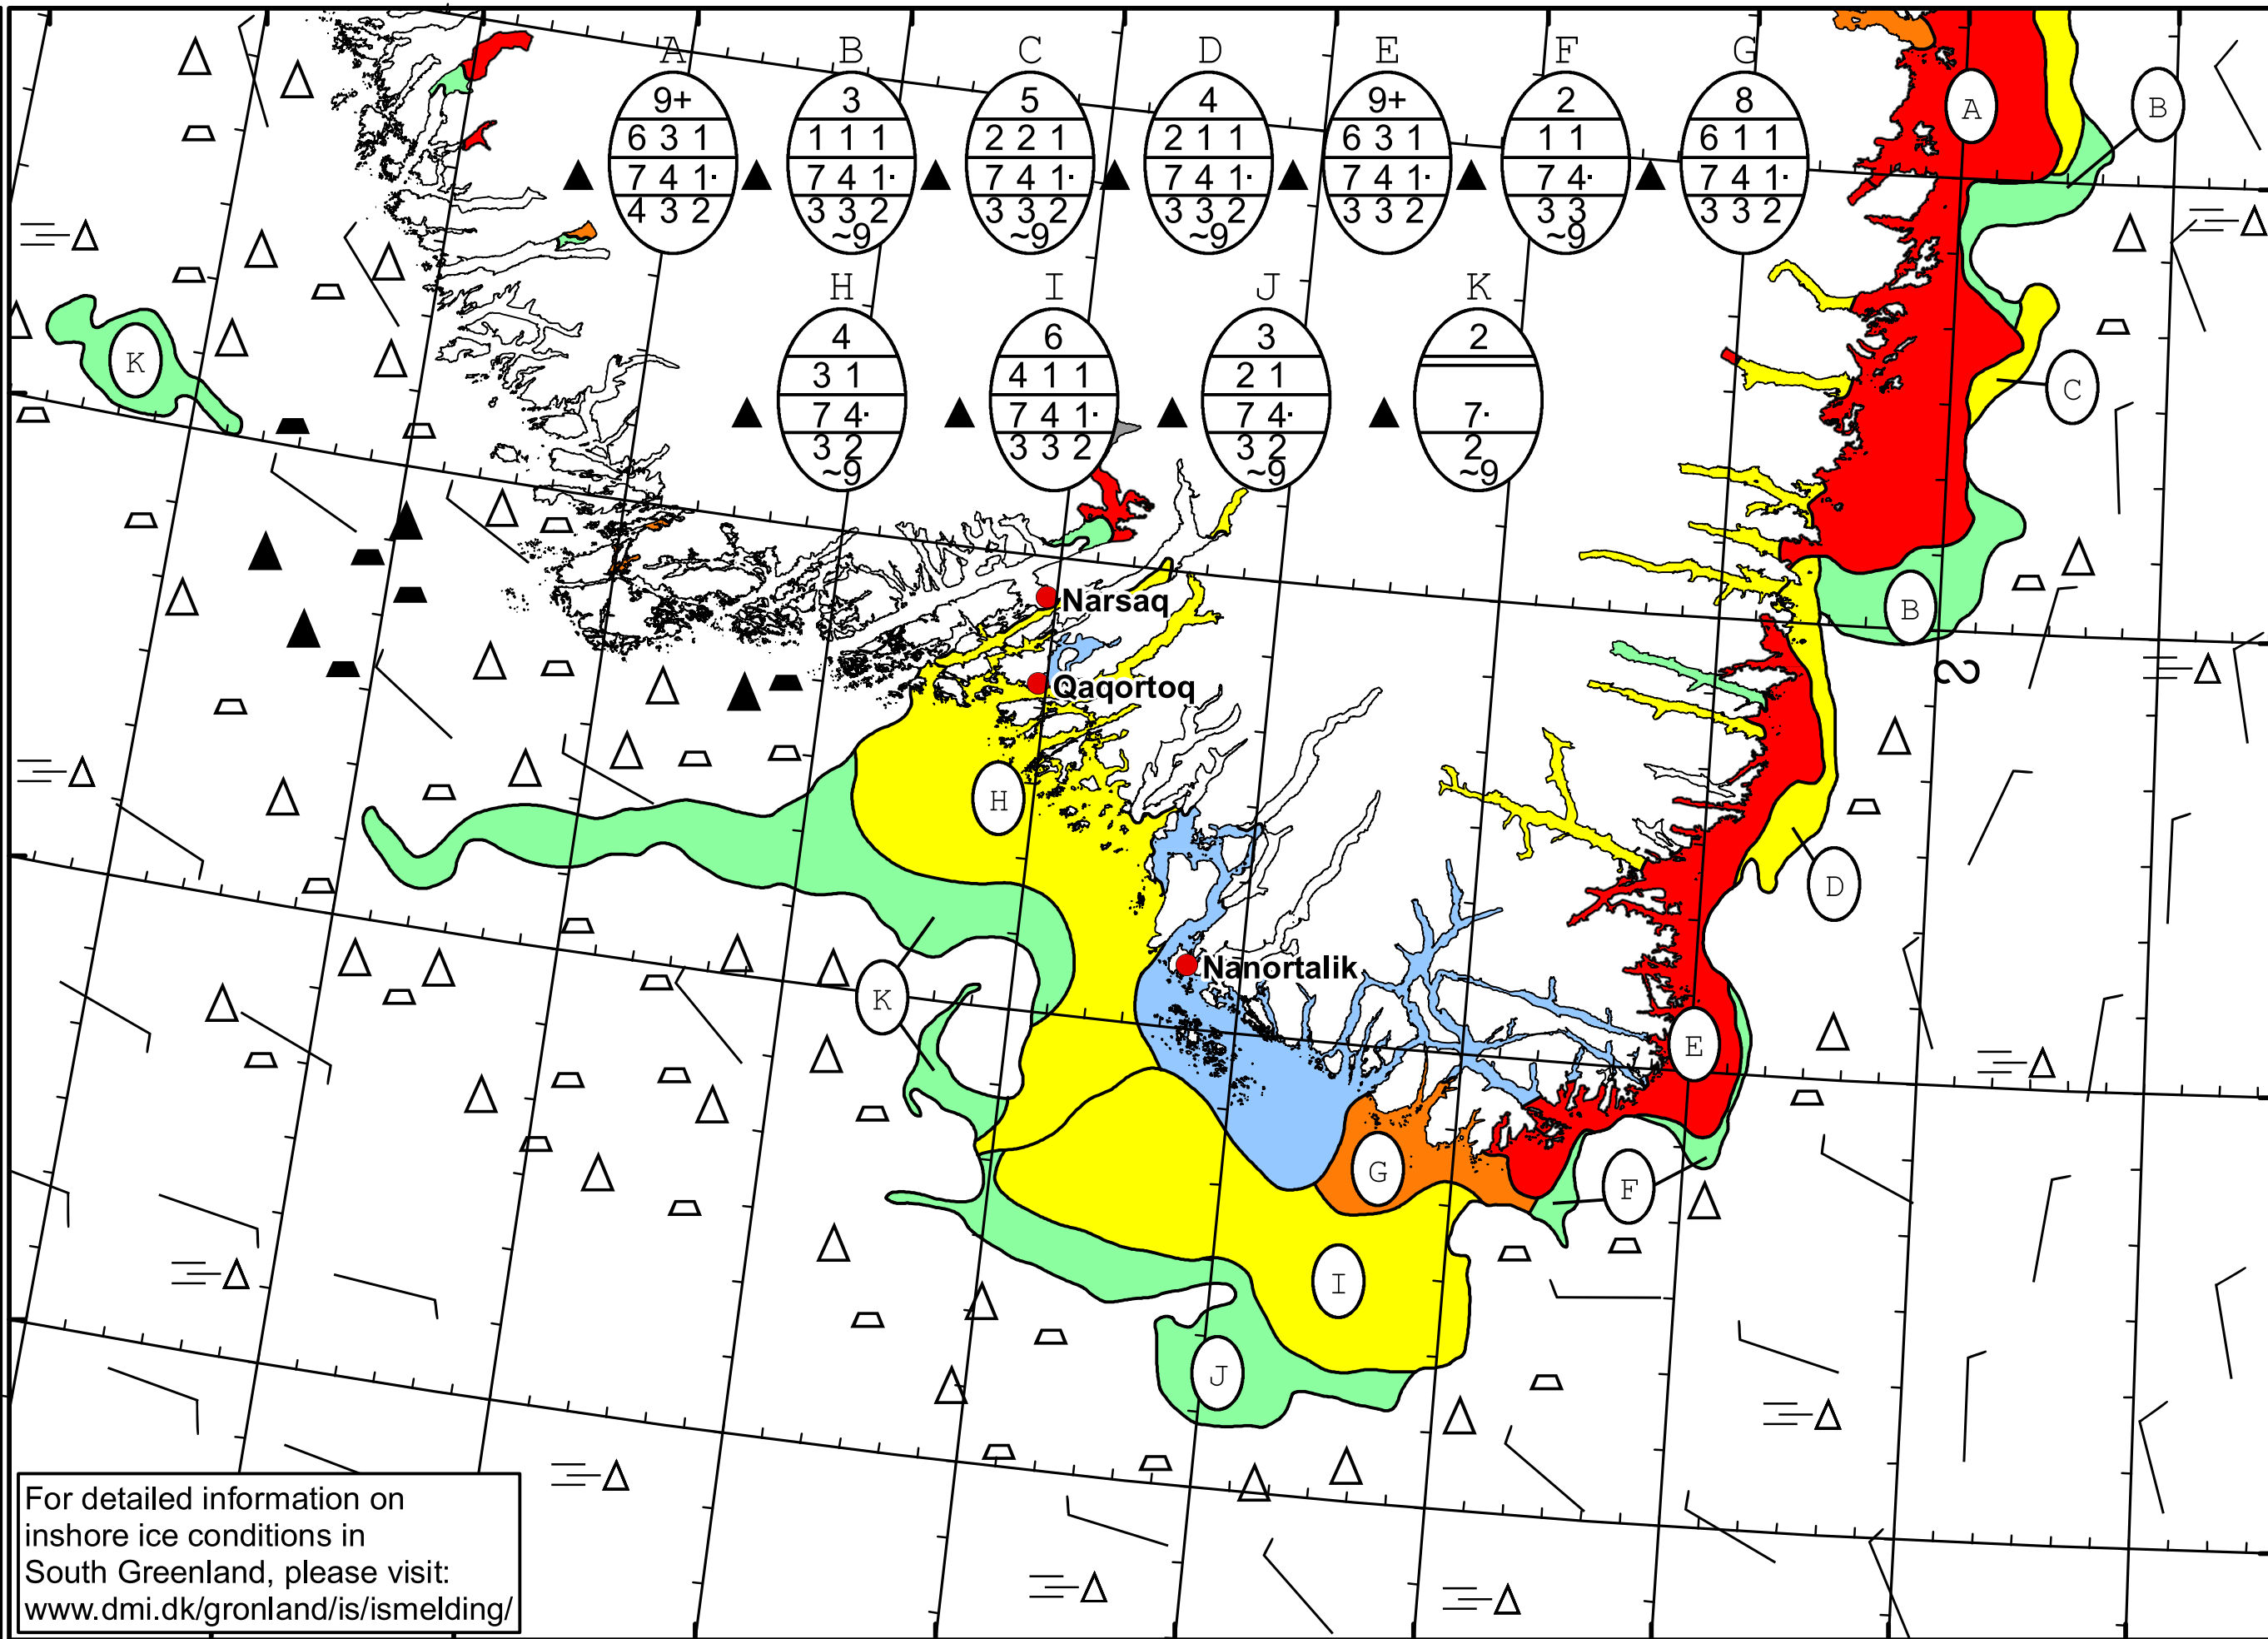 A B C D E F G
9+ 3 5 4 9+ 2 8
6 3 1 1 1 1 2 2 1 2 1 1 6 3 1 1 1 6 1 1
7 4 1· 7 4 1· 7 4 1· 7 4 1· 7 4 1· 7 4· 7 4 1·
4 3 2 3 3 2 3 3 2 3 3 2 3 3 2 3 3 3 3 2
~9 ~9 ~9 ~9
A
B
H I J K
4 6 3 2
3 1 4 1 1 2 1
7 4· 7 4 1· 7 4· 7·
3 2 3 3 2 3 2 2
~9 ~9 ~9
K
C
Narsaq
B
Qaqortoq
H
D
Nanortalik
K
E
G
F
I
J
For detailed information on
inshore ice conditions in
South Greenland, please visit:
www.dmi.dk/gronland/is/ismelding/